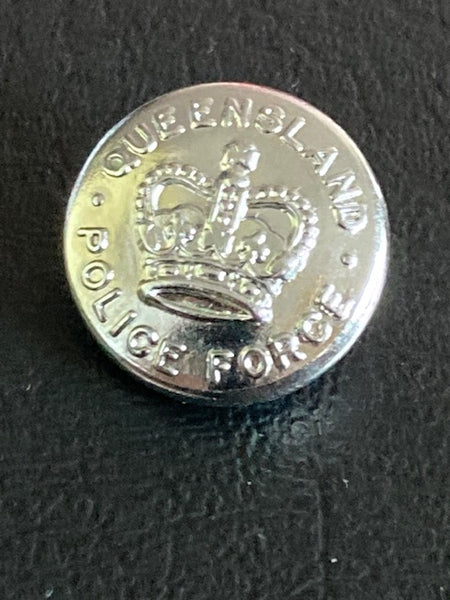 QUEENSLAND
· POLICE FORCE ·